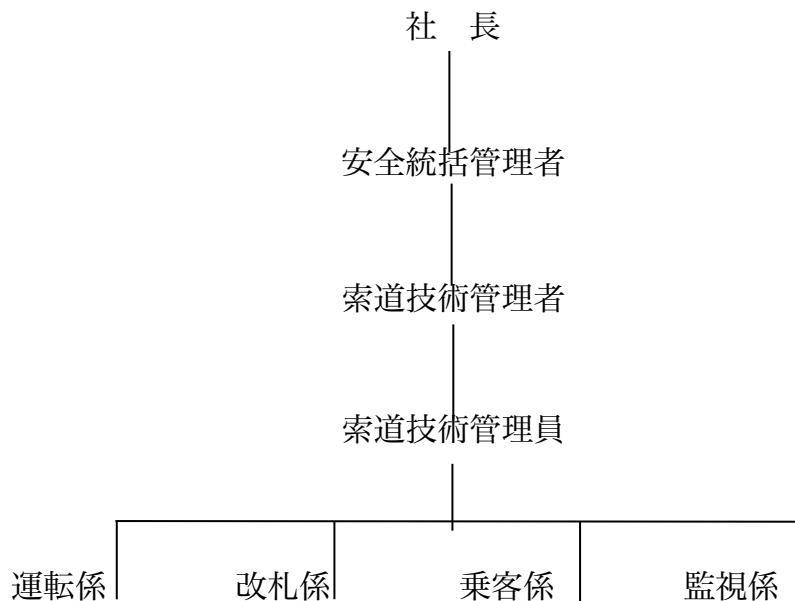 社　長
安全統括管理者
索道技術管理者
索道技術管理員
運転係　改札係　乗客係　監視係